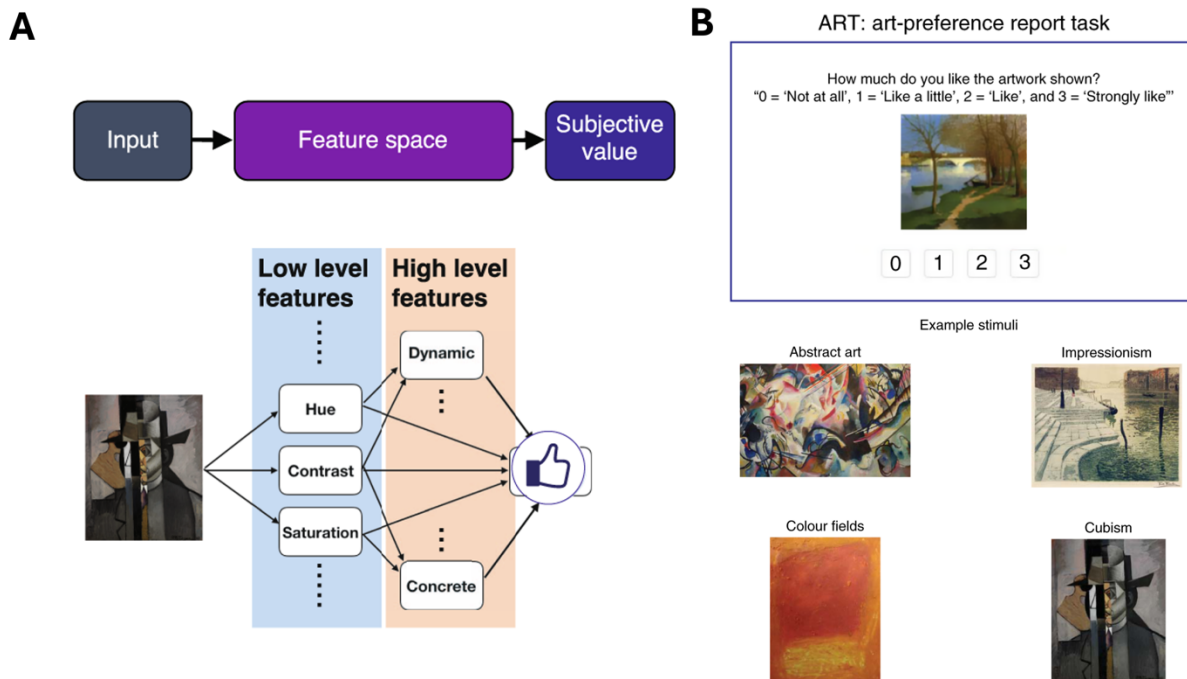 A
Input
Feature space
Subjective
value
Low level
features
High level
features
Dynamic
Hue
Contrast
Saturation
Concrete
B
ART: art-preference report task
How much do you like the artwork shown?
“0 = ‘Not at all’, 1 = ‘Like a little’, 2 = ‘Like’, and 3 = ‘Strongly like”’
0 1 2 3
Example stimuli
Abstract art
Impressionism
Colour fields
Cubism